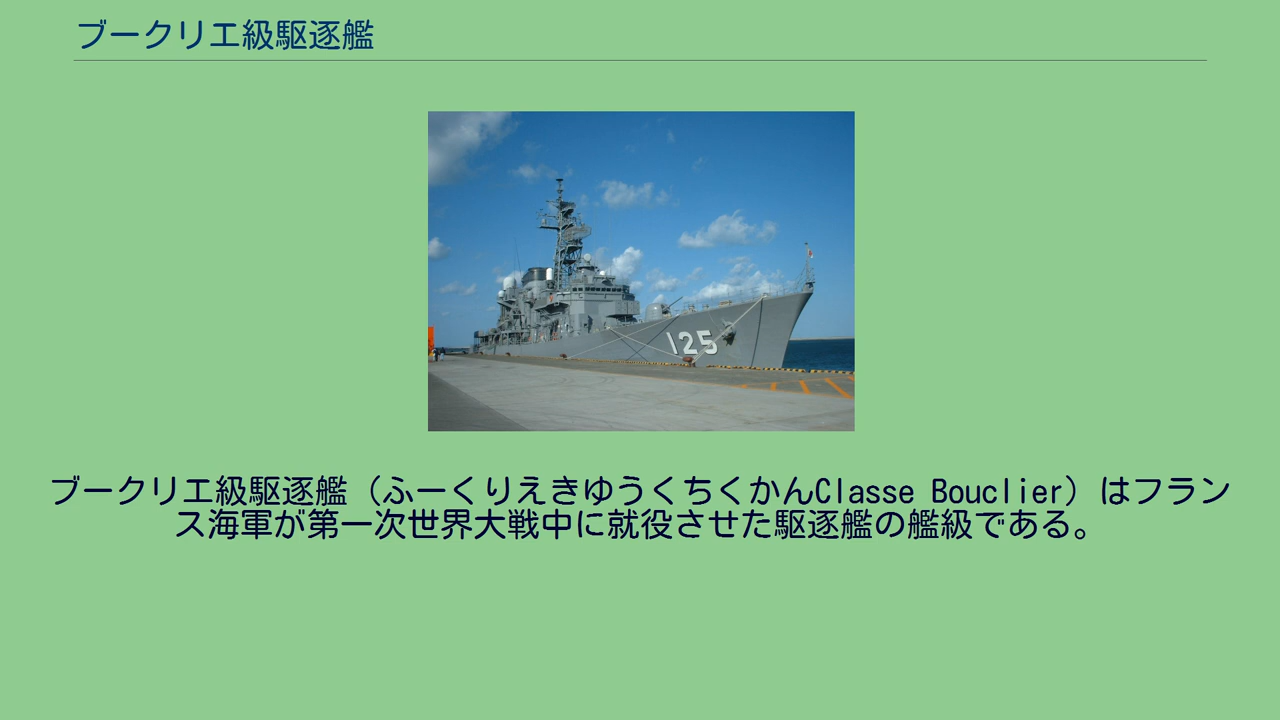 ブークリエ級駆逐艦
125
ブークリエ級駆逐艦（ふーくりえきゆうくちくかんClasse Bouclier）はフラン
ス海軍が第一次世界大戦中に就役させた駆逐艦の艦級である。